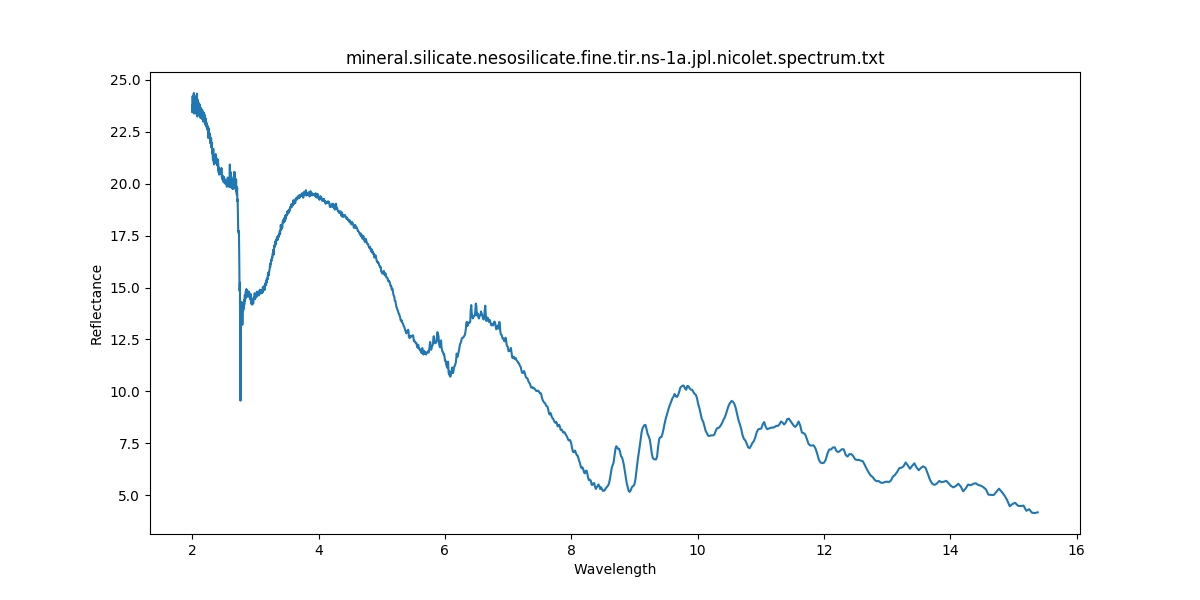 mineral.silicate.nesosilicate.fine.tir.ns-1a.jpl.nicolet.spectrum.txt
25.0
22.5
20.0
17.5
15.0
12.5
10.0
7.5
5.0
Reflectance
2 4 6 8 10 12 14 16
Wavelength